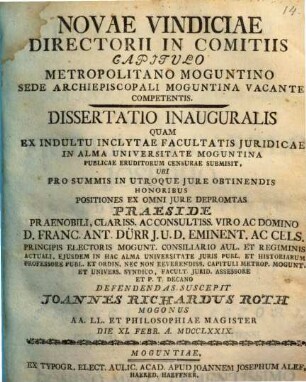 14
NOVAE VINDICIAE
DIRECTORII IN COMITIIS
CAPITULO
METROPOLITANO MOGUNTINO
SEDE ARCHIEPISCOPALI MOGUNTINA VACANTE
COMPETENTIS.
DISSERTATIO INAUGURALIS
QUAM
EX INDULTU INCLYTAE FACULTATIS JURIDICAE
IN ALMA UNIVERSITATE MOGUNTINA
PUBLICAE ERUDITORUM CENSURAE SUBMISIT,
UBI
PRO SUMMIS IN UTROQUE JURE OBTINENDIS
HONORIBUS
POSITIONES EX OMNI JURE DEPROMTAS
PRAESIDE
PRAENOBILI, CLARISS. AC CONSULTISS. VIRO AC DOMINO
D. FRANC. ANT. DÜRR J. U. D. EMINENT. AC CELS.
PRINCIPIS ELECTORIS MOGUNT. CONSILIARIO AUL. ET REGIMINIS
ACTUALI, EJUSDEM IN HAC ALMA UNIVERSITATE JURIS PUBL. ET HISTORIARUM
PROFESSORE PUBL. ET ORDIN. NEC NON REVERENDISS. CAPITULI METROP. MOGUNT.
ET UNIVERS. SYNDICO, FACULT. JURID. ASSESSORE
ET P. T. DECANO
DEFENDENDAS SUSCEPIT
JOANNES RICHARDUS ROTH
MOGONUS
AA. LL. ET PHILOSOPHIAE MAGISTER
DIE XI. FEBR. A. MDCCLXXIX.
MOGUNTIAE,
EX TYPOGR. ELECT. AULIC. ACAD. APUD JOANNEM JOSEPHUM ALEF
HAERED. HAEFFNER.